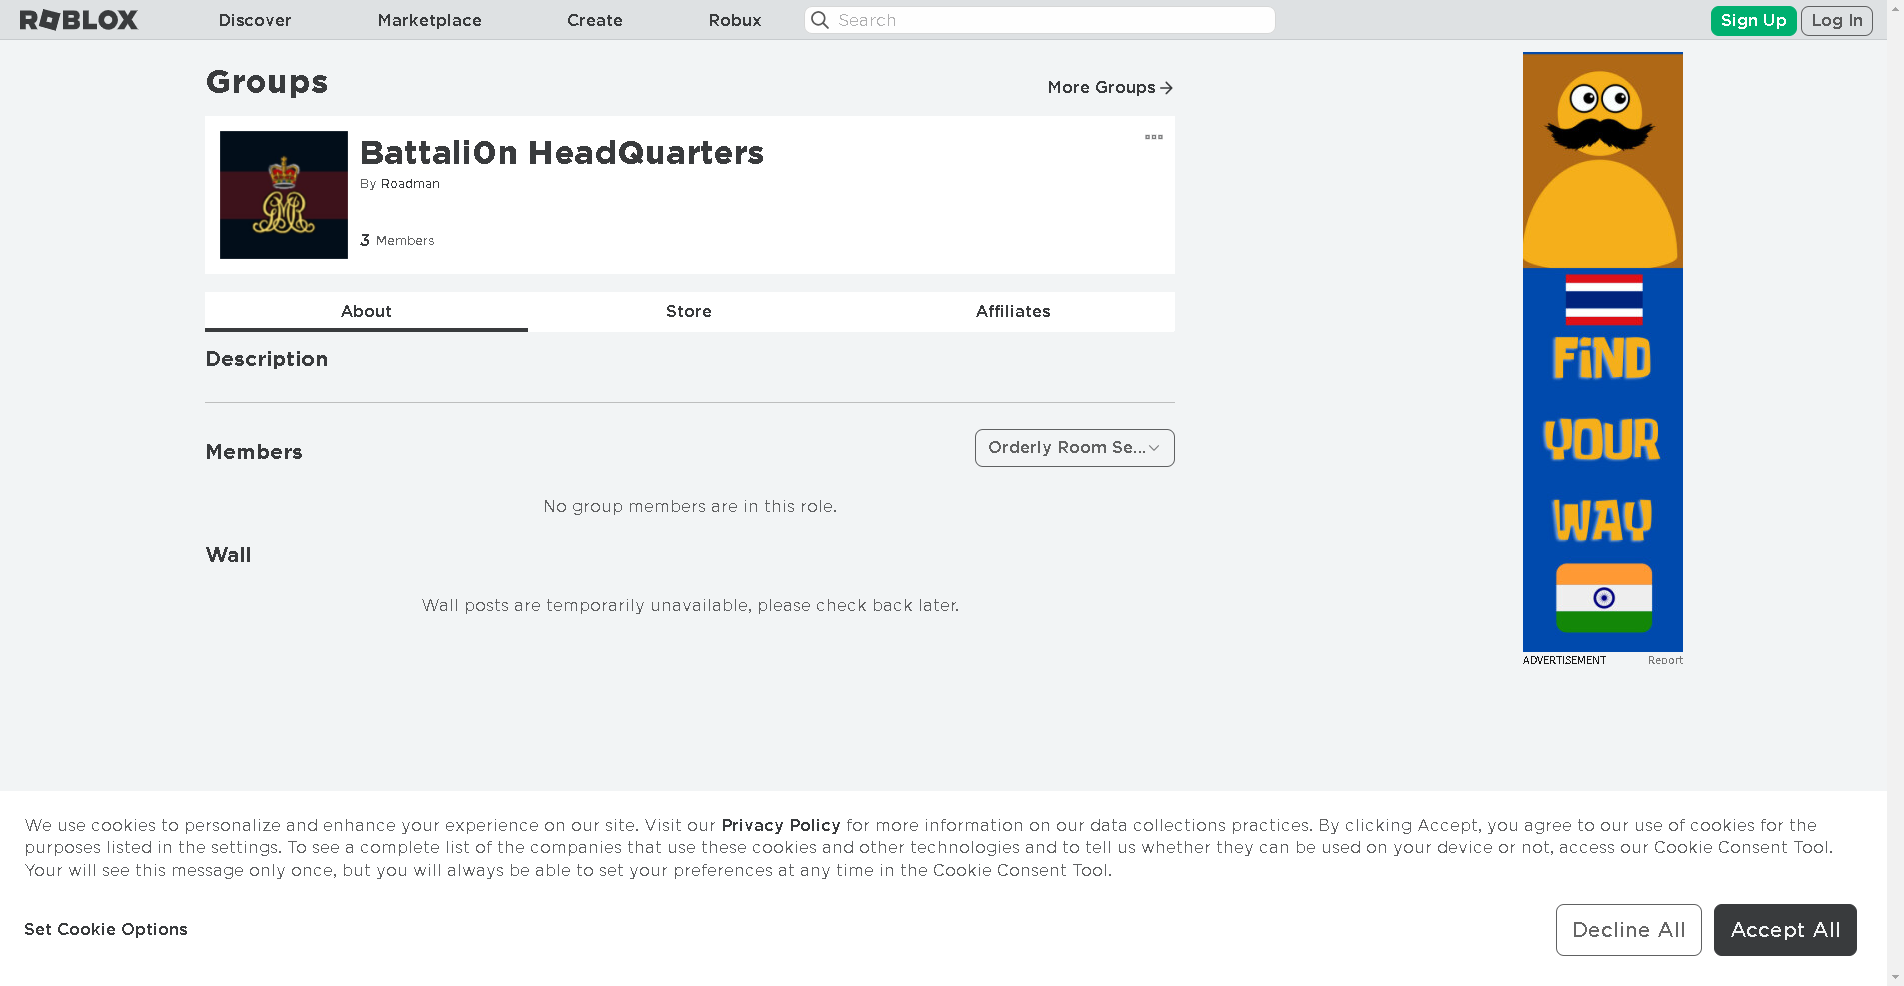 ROBLOX Discover Marketplace Create Robux Search Sign Up Log In
Groups
More Groups
Battali0n HeadQuarters
By Roadman
3 Members
About Store Affiliates
Description
Members
Orderly Room Se...
No group members are in this role.
Wall
Wall posts are temporarily unavailable, please check back later.
FiND
YOUR
WAY
ADVERTISEMENT Report
We use cookies to personalize and enhance your experience on our site. Visit our Privacy Policy for more information on our data collections practices. By clicking Accept, you agree to our use of cookies for the
purposes listed in the settings. To see a complete list of the companies that use these cookies and other technologies and to tell us whether they can be used on your device or not, access our Cookie Consent Tool.
Your will see this message only once, but you will always be able to set your preferences at any time in the Cookie Consent Tool.
Set Cookie Options
Decline All
Accept All